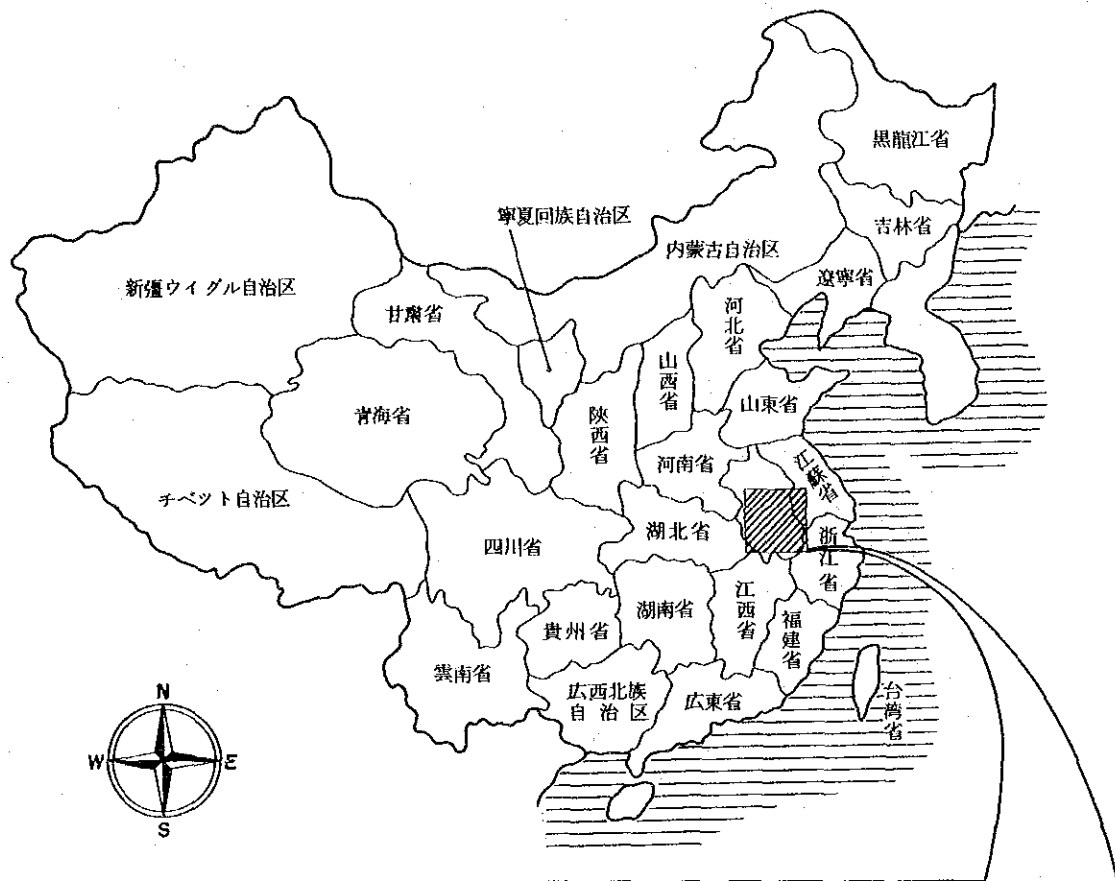 黒龍江省
吉林省
遼寧省
寧夏回族自治区
内蒙古自治区
新疆ウイグル自治区
甘粛省
河北省
山西省
山東省
青海省
陝西省
河南省
江蘇省
チベット自治区
四川省
湖北省
浙江省
湖南省
江西省
貴州省
福建省
雲南省
広西北族
自治区
広東省
台湾省
N
W
E
S